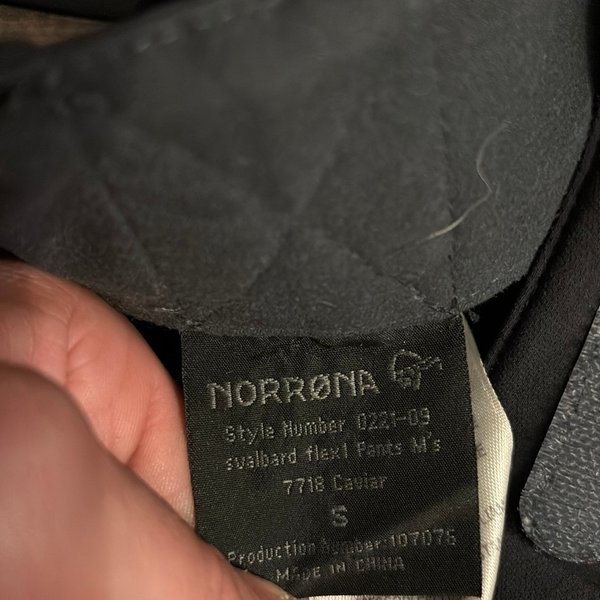 NORRØNA
Style Number 0221-09
svalbard flex1 Pants M's
7718 Caviar
S
Production Number:107076
MADE IN CHINA